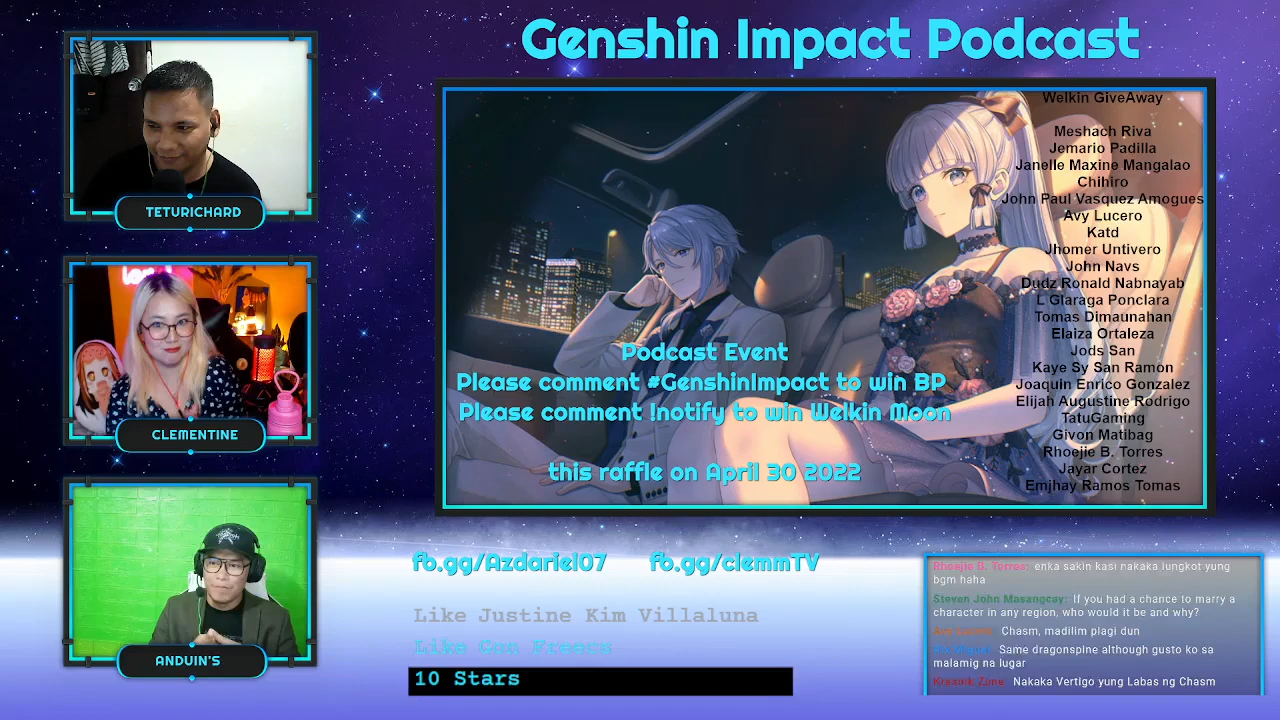 Genshin Impact Podcast
TETURICHARD
CLEMENTINE
ANDUIN'S
Podcast Event
Please comment #GenshinImpact to win BP
Please comment !notify to win Welkin Moon
this raffle on April 30 2022
Welkin GiveAway
Meshach Riva
Jemario Padilla
Janelle Maxine Mangalao
Chihiro
John Paul Vasquez Amogues
Avy Lucero
Katd
Jhomer Untivero
John Navs
Dudz Ronald Nabnayab
L Glaraga Ponclara
Tomas Dimaunahan
Elaiza Ortaleza
Jods San
Kaye Sy San Ramon
Joaquin Enrico Gonzalez
Elijah Augustine Rodrigo
TatuGaming
Givon Matibag
Rhoejie B. Torres
Jayar Cortez
Emjhay Ramos Tomas
fb.gg/Azdariel07 fb.gg/clemmTV
Like Justine Kim Villaluna
Like Gon Freecs
10 Stars
Rhoejie B. Torres: enka sakin kasi nakaka lungkot yung
bgm haha
Steven John Masangcay: If you had a chance to marry a
character in any region, who would it be and why?
Chasm, madilim plagi dun
Same dragonspine although gusto ko sa
malamig na lugar
Nakaka Vertigo yung Labas ng Chasm